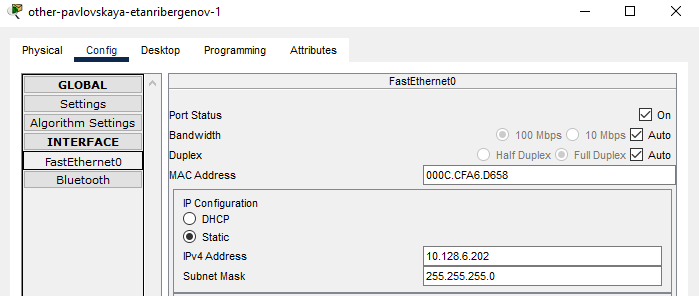 other-pavlovskaya-etanribergenov-1
Physical Config Desktop Programming Attributes
GLOBAL
Settings
Algorithm Settings
INTERFACE
FastEthernet0
Bluetooth
FastEthernet0
Port Status On
Bandwidth 100 Mbps 10 Mbps Auto
Duplex Half Duplex Full Duplex Auto
MAC Address 000C.CFA6.D658
IP Configuration
DHCP
Static
IPv4 Address 10.128.6.202
Subnet Mask 255.255.255.0